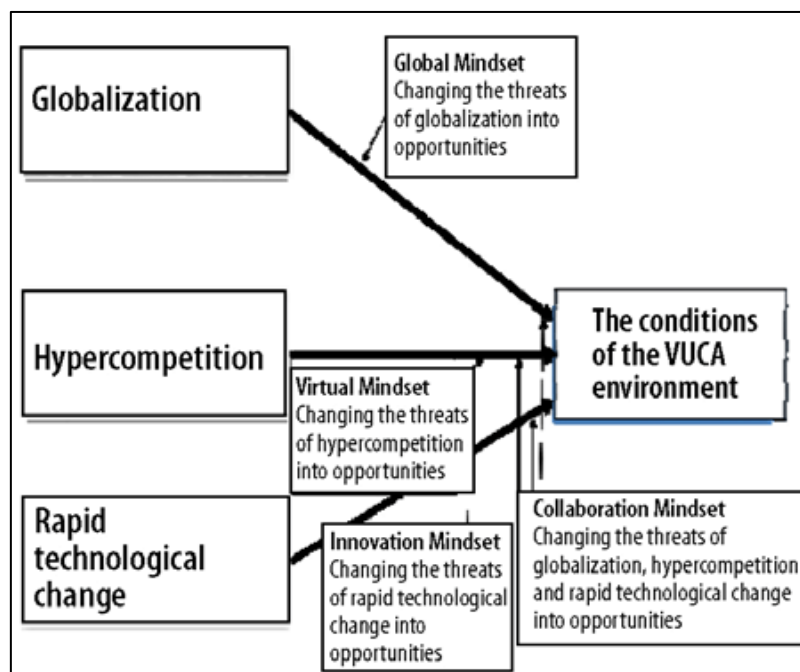 Globalization
Global Mindset
Changing the threats
of globalization into
opportunities
Hypercompetition
The conditions
of the VUCA
environment
Virtual Mindset
Changing the threats
of hypercompetition
into opportunities
Rapid
technological
change
Innovation Mindset
Changing the threats
of rapid technological
change into
opportunities
Collaboration Mindset
Changing the threats of
globalization, hypercompetition
and rapid technological change
into opportunities